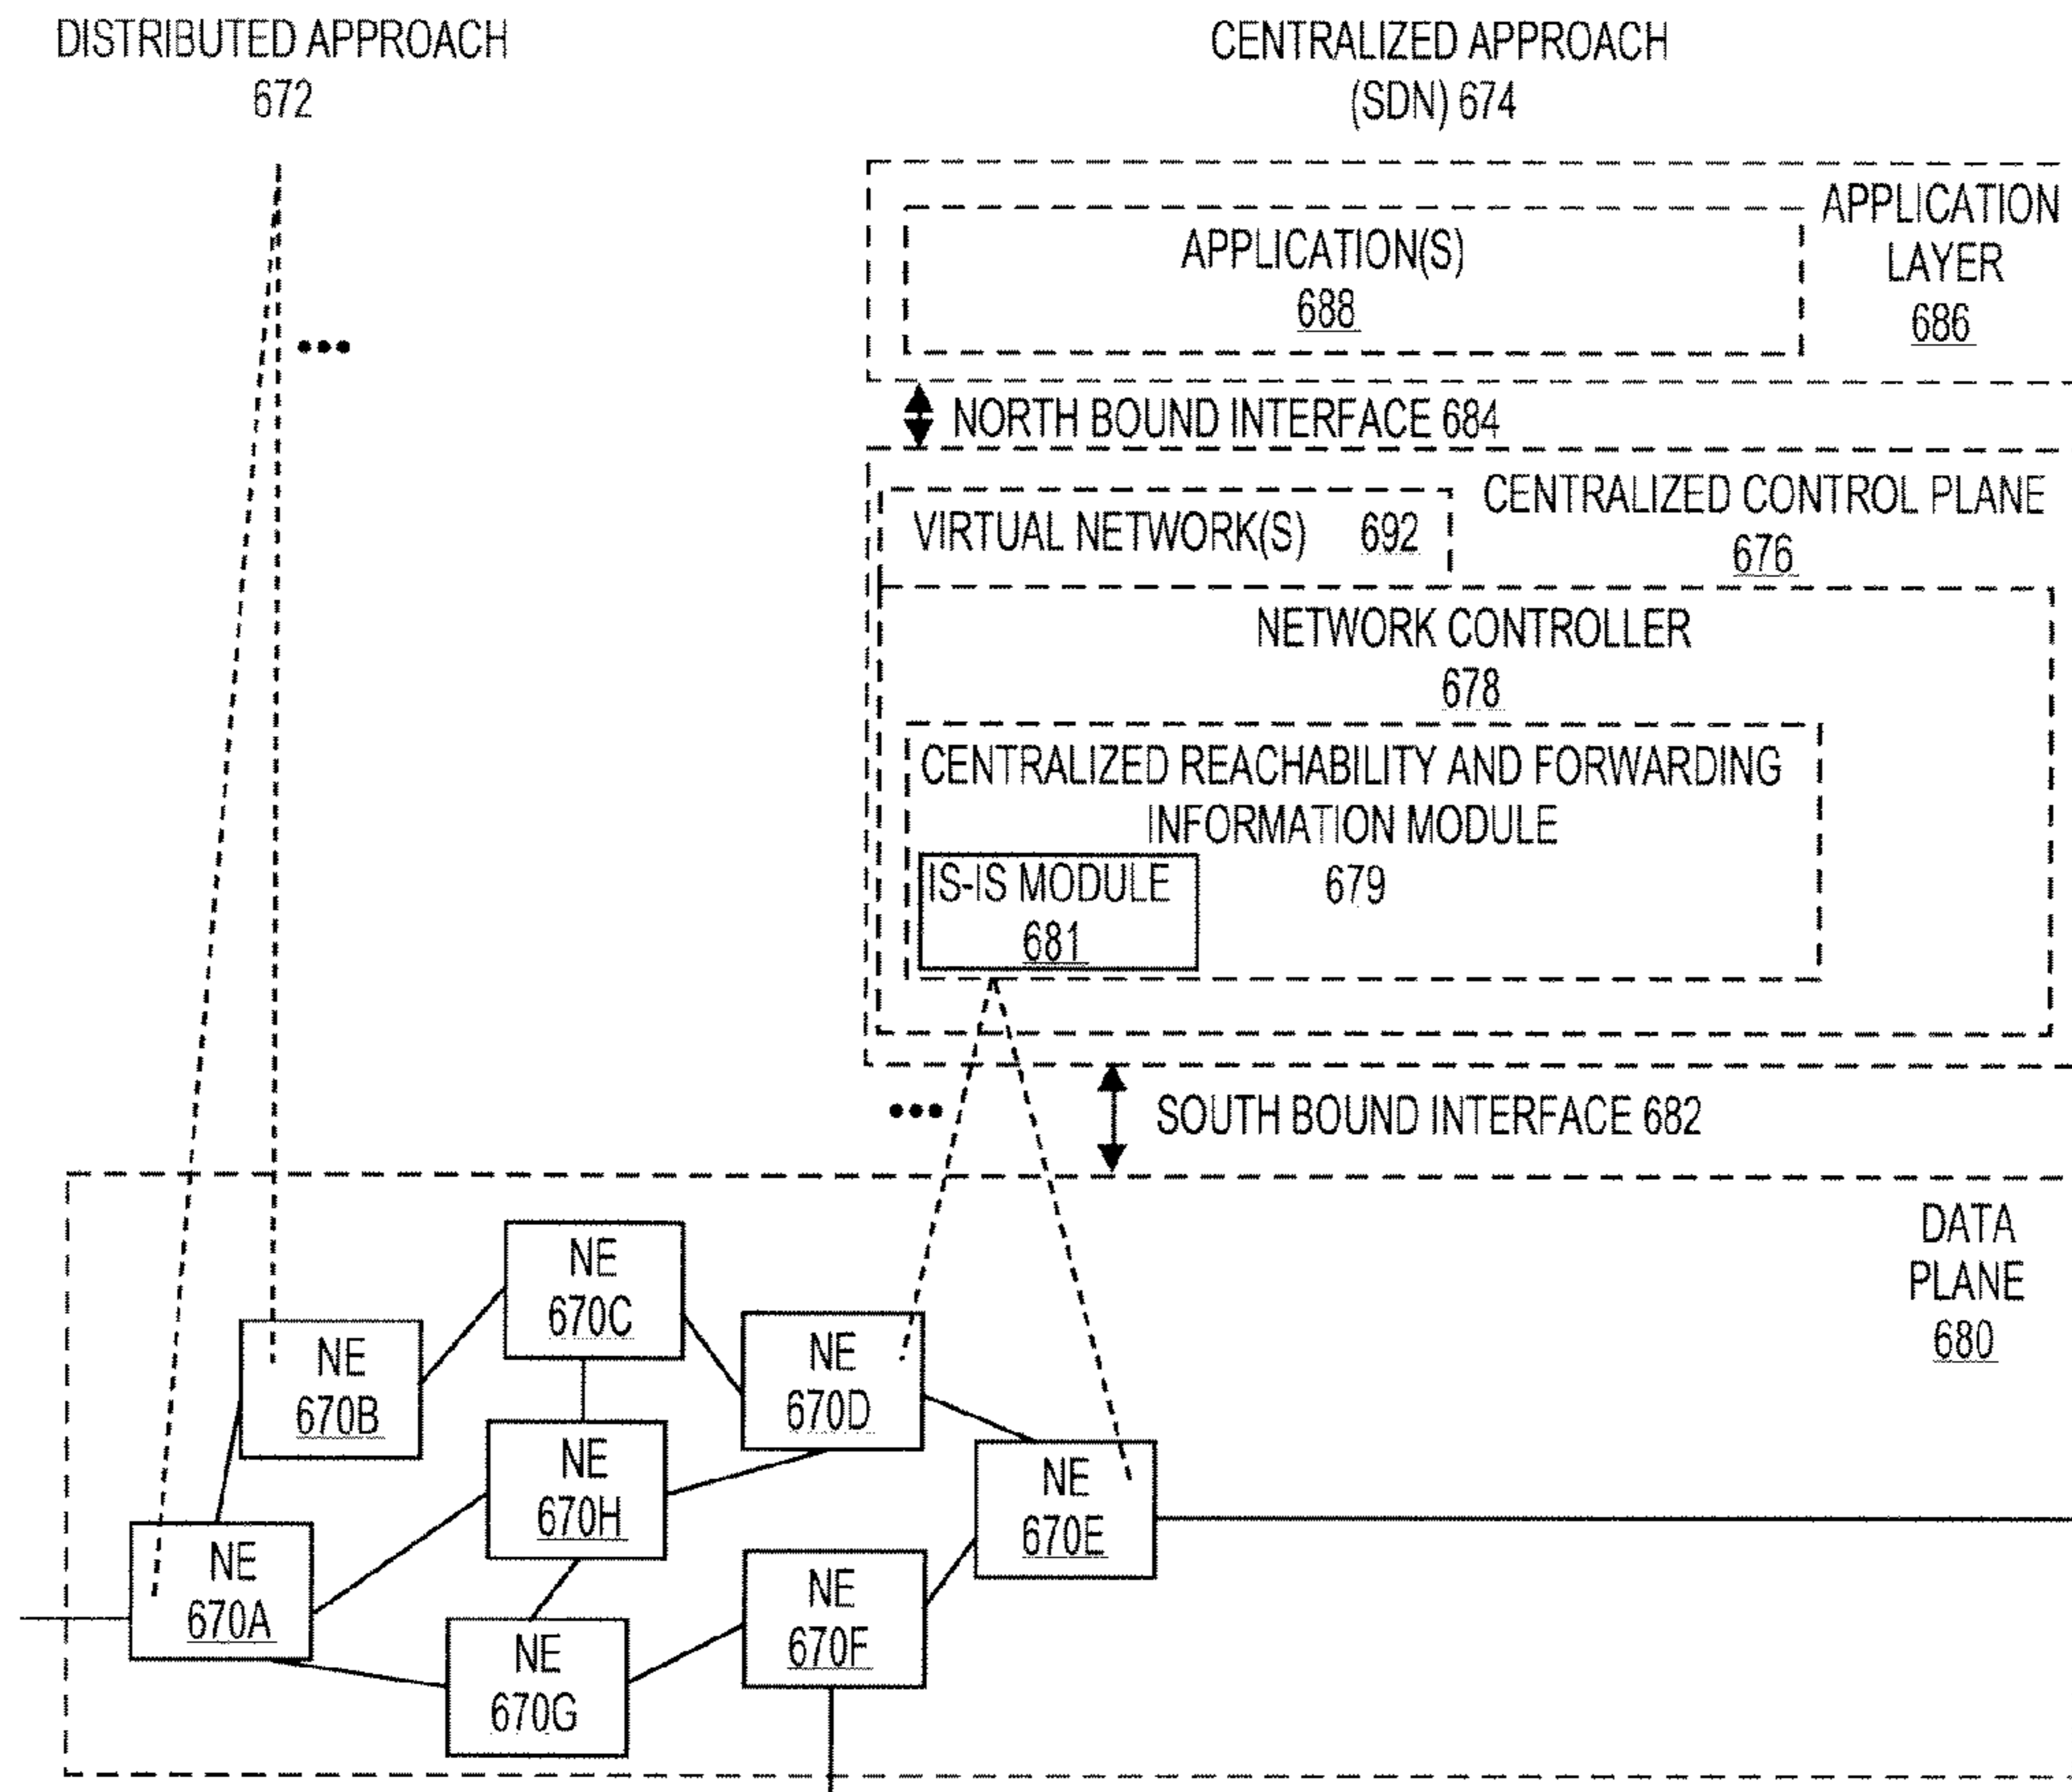 DISTRIBUTED APPROACH
672
CENTRALIZED APPROACH
(SDN) 674
APPLICATION
LAYER
686
APPLICATION(S)
688
NORTH BOUND INTERFACE 684
CENTRALIZED CONTROL PLANE
676
VIRTUAL NETWORK(S) 692
NETWORK CONTROLLER
678
CENTRALIZED REACHABILITY AND FORWARDING
INFORMATION MODULE
679
IS-IS MODULE
681
SOUTH BOUND INTERFACE 682
DATA
PLANE
680
NE
670C
NE
670B
NE
670D
NE
670H
NE
670E
NE
670A
NE
670F
NE
670G